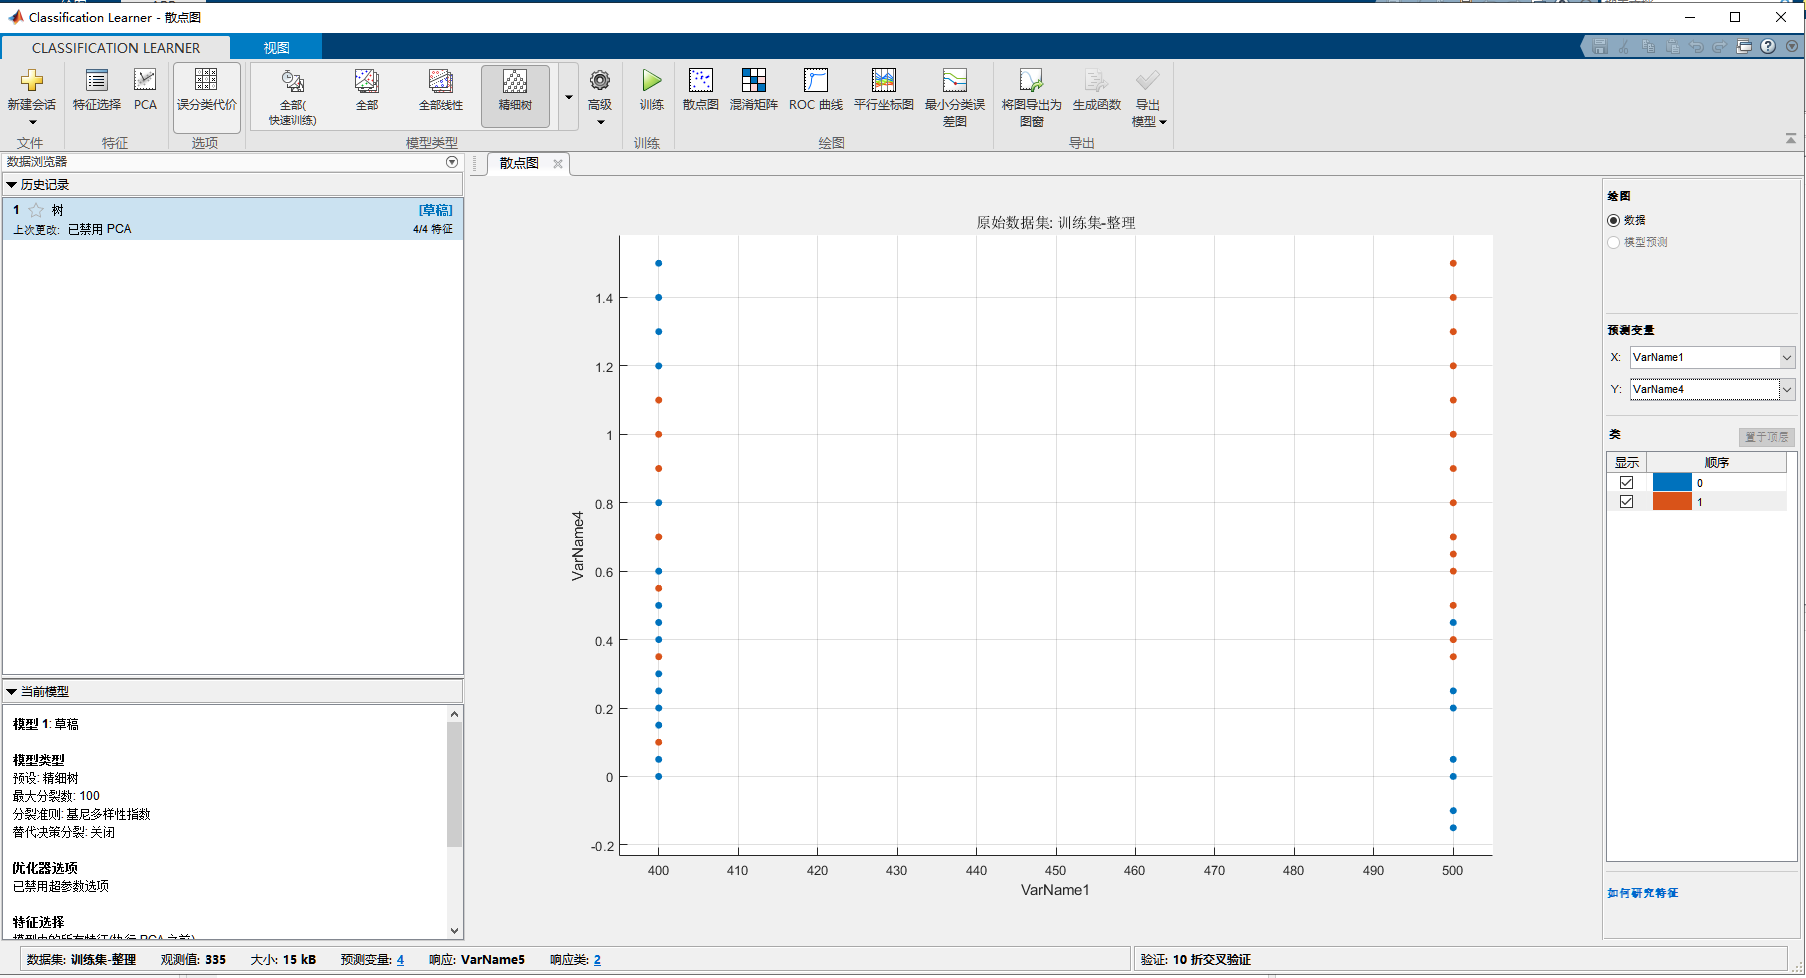 Classification Learner - 散点图
CLASSIFICATION LEARNER 视图
新建会话 特征选择 PCA 误分类代价 全部(快速训练) 全部 全部线性 精细树 高级 训练 散点图 混淆矩阵 ROC 曲线 平行坐标图 最小分类误差图 将图导出为图窗 生成函数 导出模型
文件 特征 选项 模型类型 训练 绘图 导出
数据浏览器
历史记录
1 树 [草稿]
上次更改: 已禁用 PCA 4/4 特征
当前模型
模型 1: 草稿
模型类型
预设: 精细树
最大分裂数: 100
分裂准则: 基尼多样性指数
替代决策分裂: 关闭
优化器选项
已禁用超参数选项
特征选择
散点图
原始数据集: 训练集-整理
1.4
1.2
1
0.8
0.6
0.4
0.2
0
-0.2
VarName4
400 410 420 430 440 450 460 470 480 490 500
VarName1
绘图
数据
模型预测
预测变量
X: VarName1
Y: VarName4
类 置于顶层
显示 顺序
0
1
如何研究特征
数据集: 训练集-整理 观测值: 335 大小: 15 kB 预测变量: 4 响应: VarName5 响应类: 2 验证: 10 折交叉验证